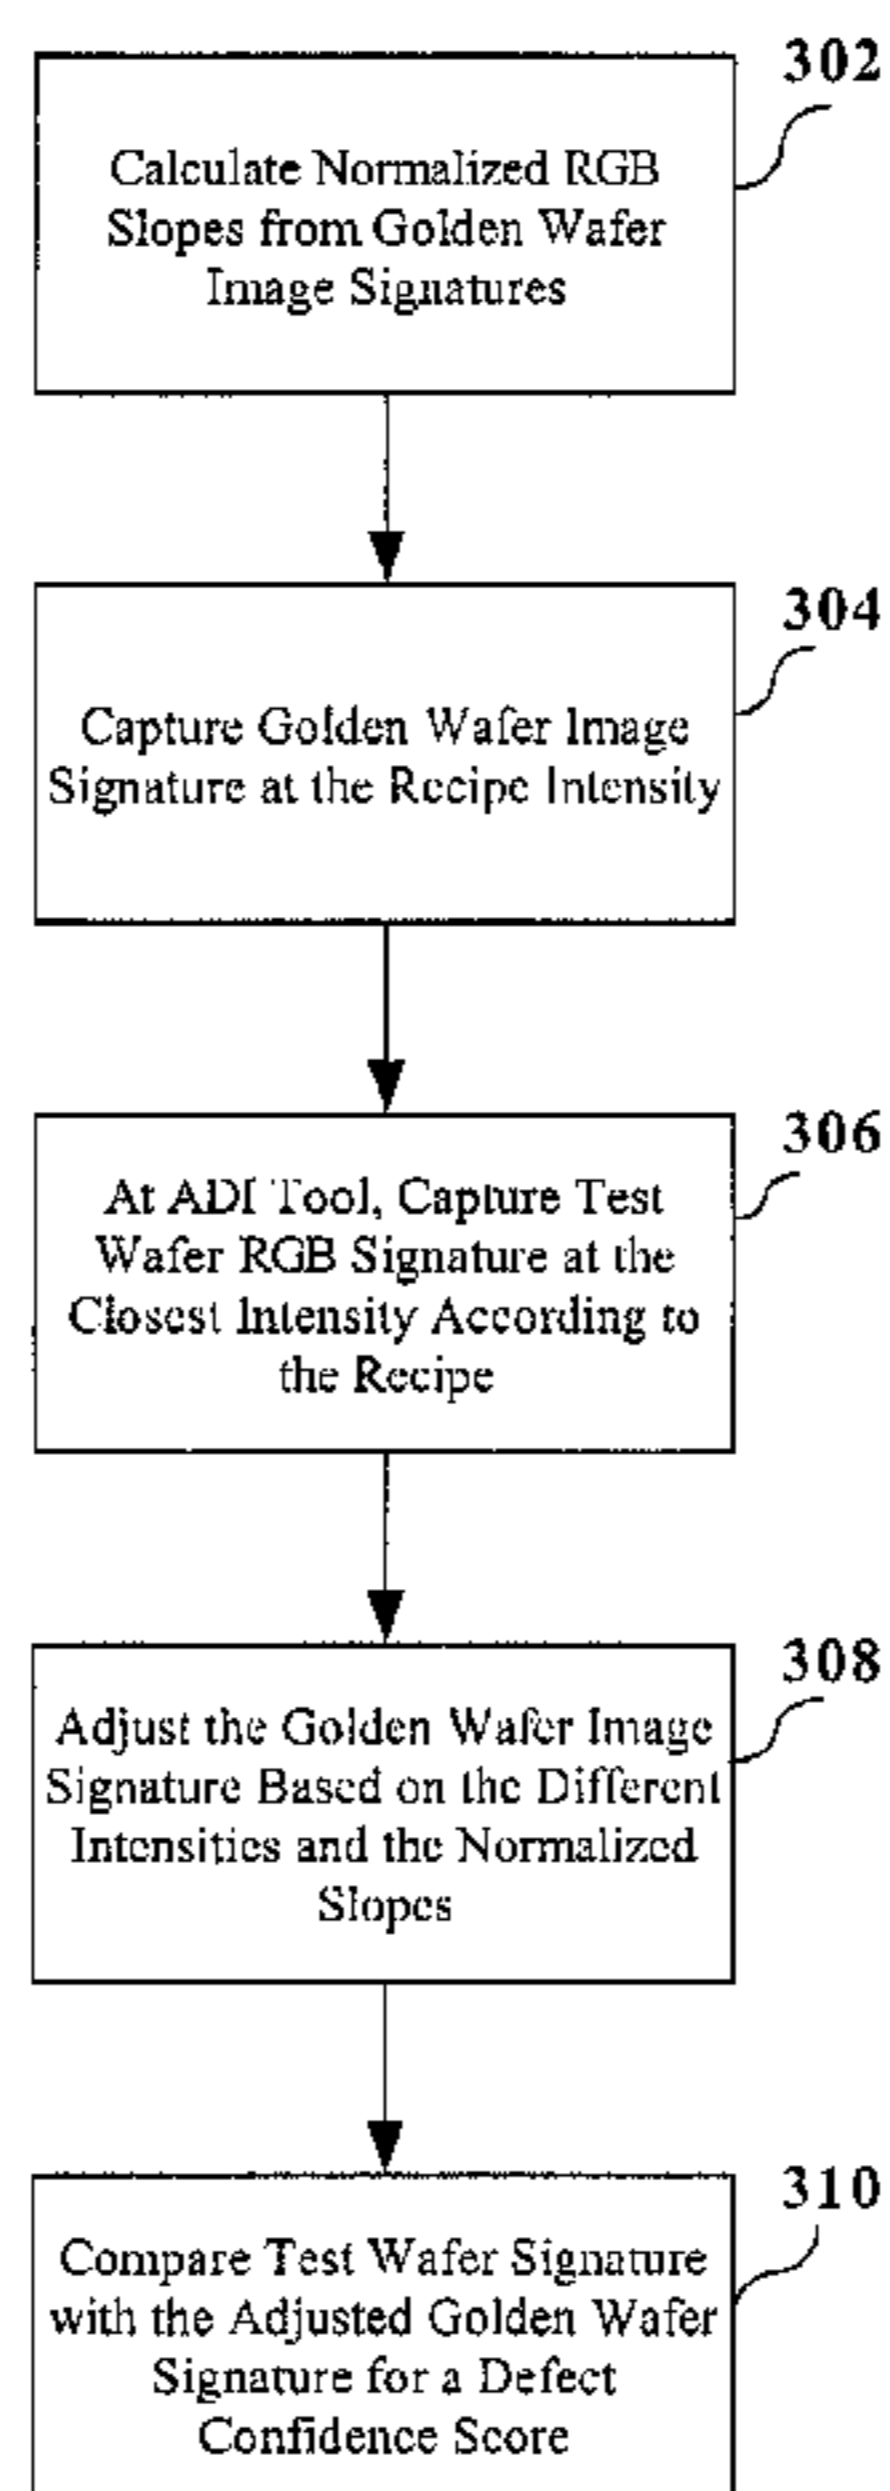 302
Calculate Normalized RGB
Slopes from Golden Wafer
Image Signatures
304
Capture Golden Wafer Image
Signature at the Recipe Intensity
306
At ADI Tool, Capture Test
Wafer RGB Signature at the
Closest Intensity According to
the Recipe
308
Adjust the Golden Wafer Image
Signature Based on the Different
Intensities and the Normalized
Slopes
310
Compare Test Wafer Signature
with the Adjusted Golden Wafer
Signature for a Defect
Confidence Score